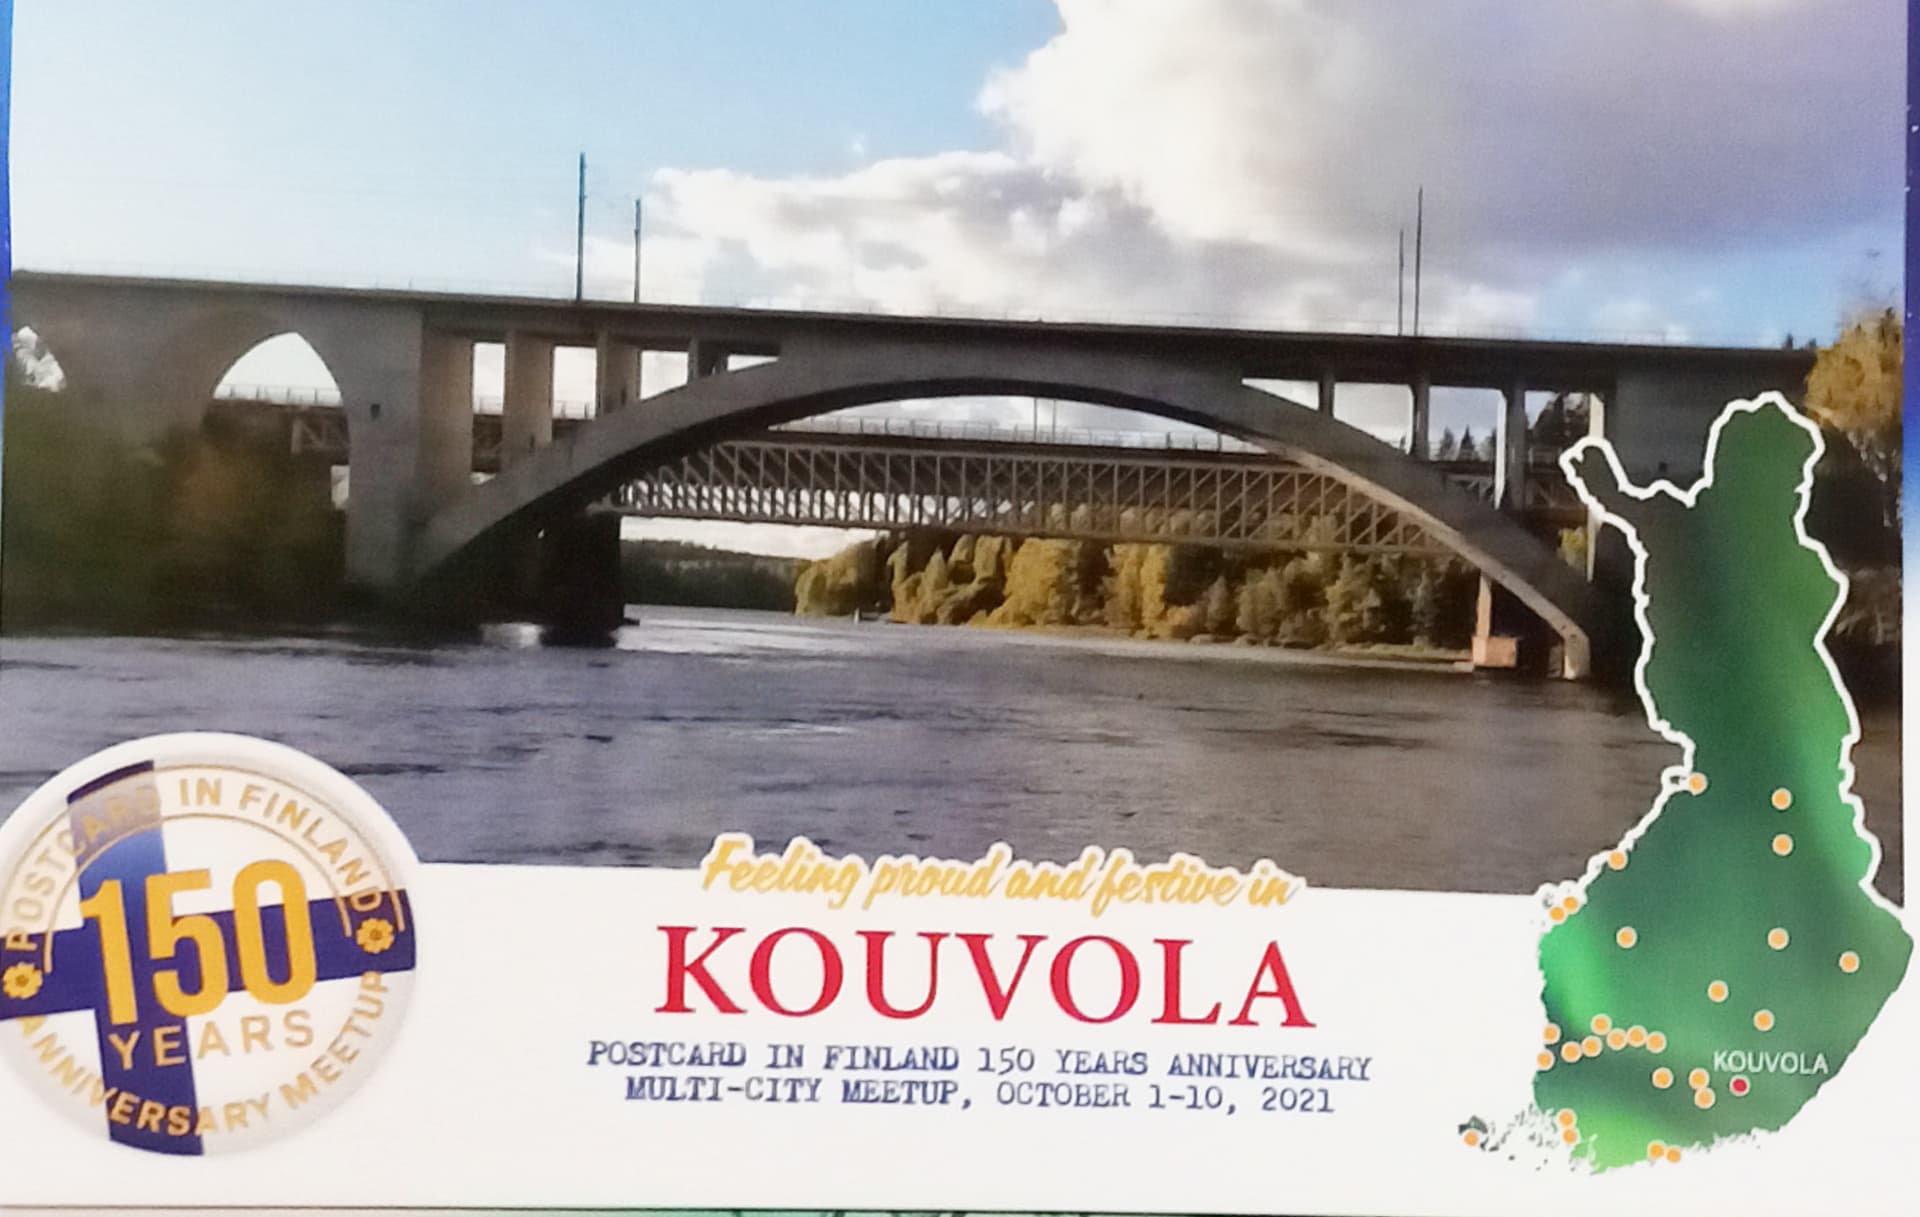 POSTCARD IN FINLAND
150
YEARS
ANNIVERSARY MEETUP
Feeling proud and festive in
KOUVOLA
POSTCARD IN FINLAND 150 YEARS ANNIVERSARY
MULTI-CITY MEETUP, OCTOBER 1-10, 2021
KOUVOLA